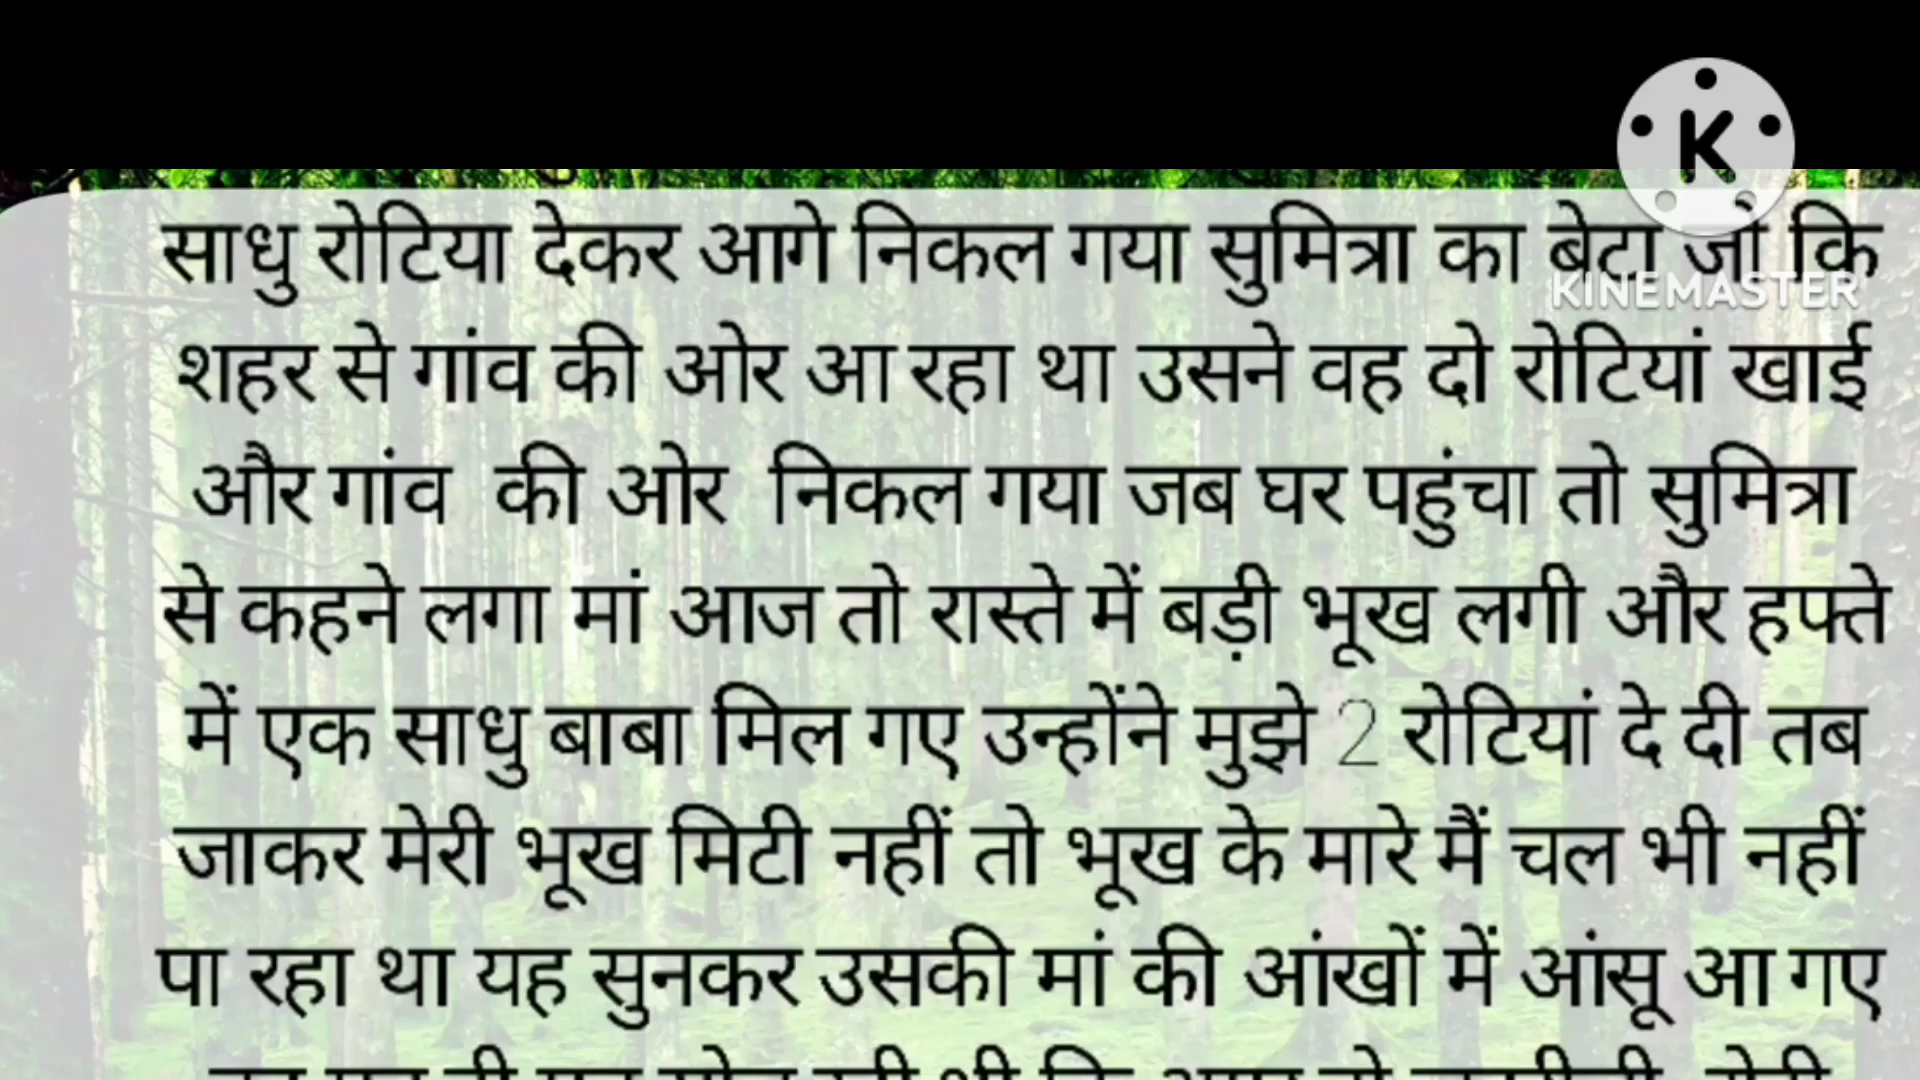 K
KINEMASTER
साधु रोटिया देकर आगे निकल गया सुमित्रा का बेटा जो कि
शहर से गांव की ओर आ रहा था उसने वह दो रोटियां खाई
और गांव की ओर निकल गया जब घर पहुंचा तो सुमित्रा
से कहने लगा मां आज तो रास्ते में बड़ी भूख लगी और हफ्ते
में एक साधु बाबा मिल गए उन्होंने मुझे 2 रोटियां दे दी तब
जाकर मेरी भूख मिटी नहीं तो भूख के मारे मैं चल भी नहीं
पा रहा था यह सुनकर उसकी मां की आंखों में आंसू आ गए